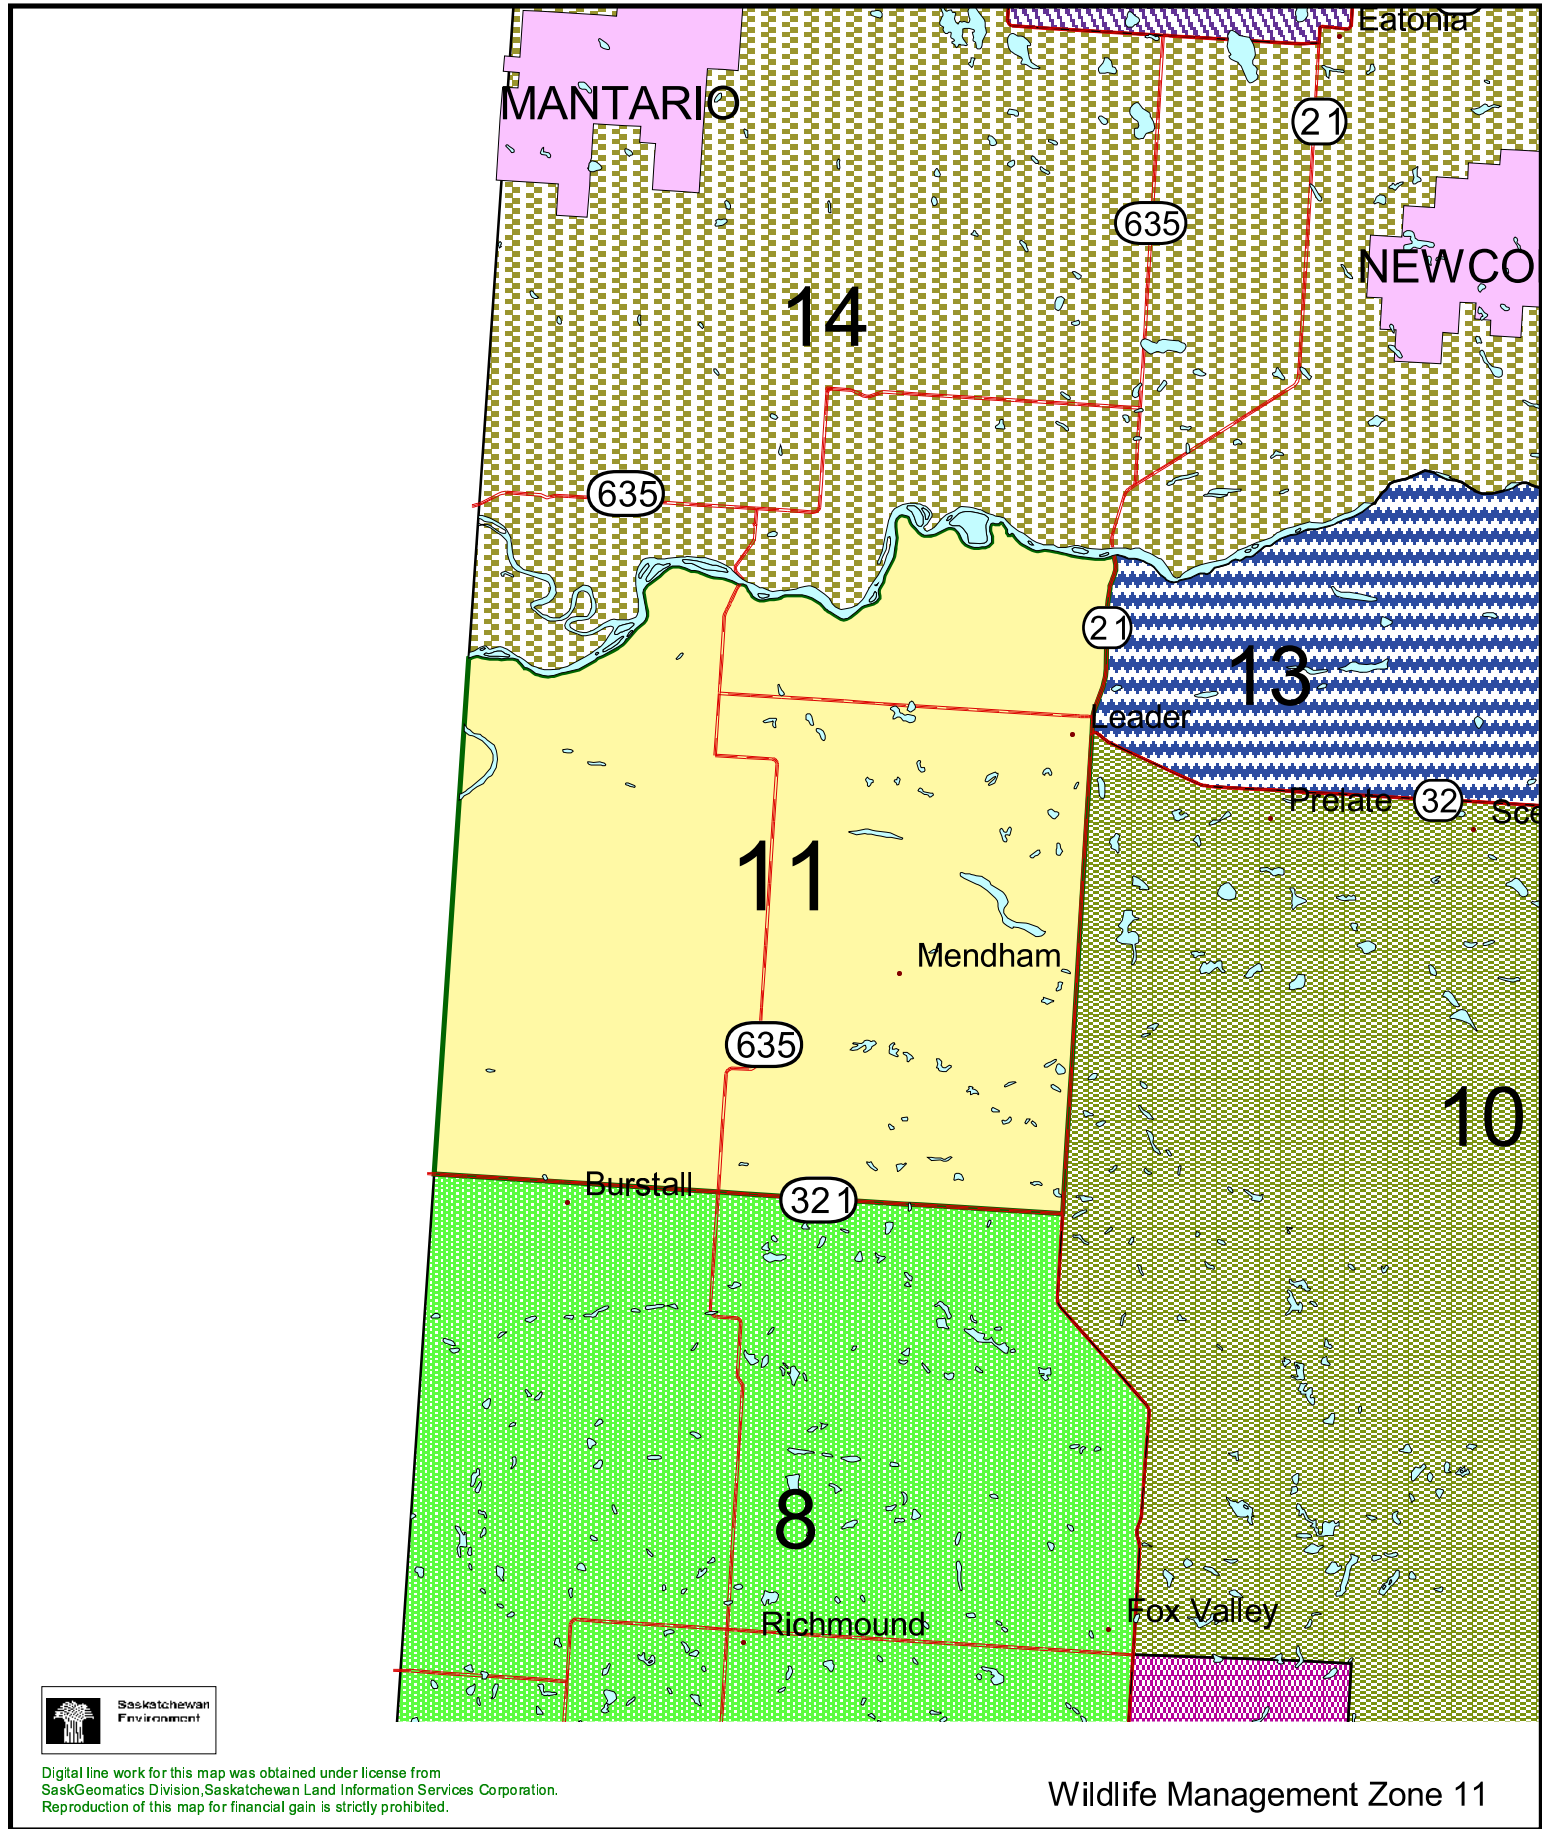 Eatonia
MANTARIO
21
635
NEWCO
14
635
21
13
Leader
Prelate
32
Sce
11
Mendham
635
10
Burstall
321
8
Richmound
Fox Valley
Saskatchewan
Environment
Digital line work for this map was obtained under license from
SaskGeomatics Division,Saskatchewan Land Information Services Corporation.
Reproduction of this map for financial gain is strictly prohibited.
Wildlife Management Zone 11